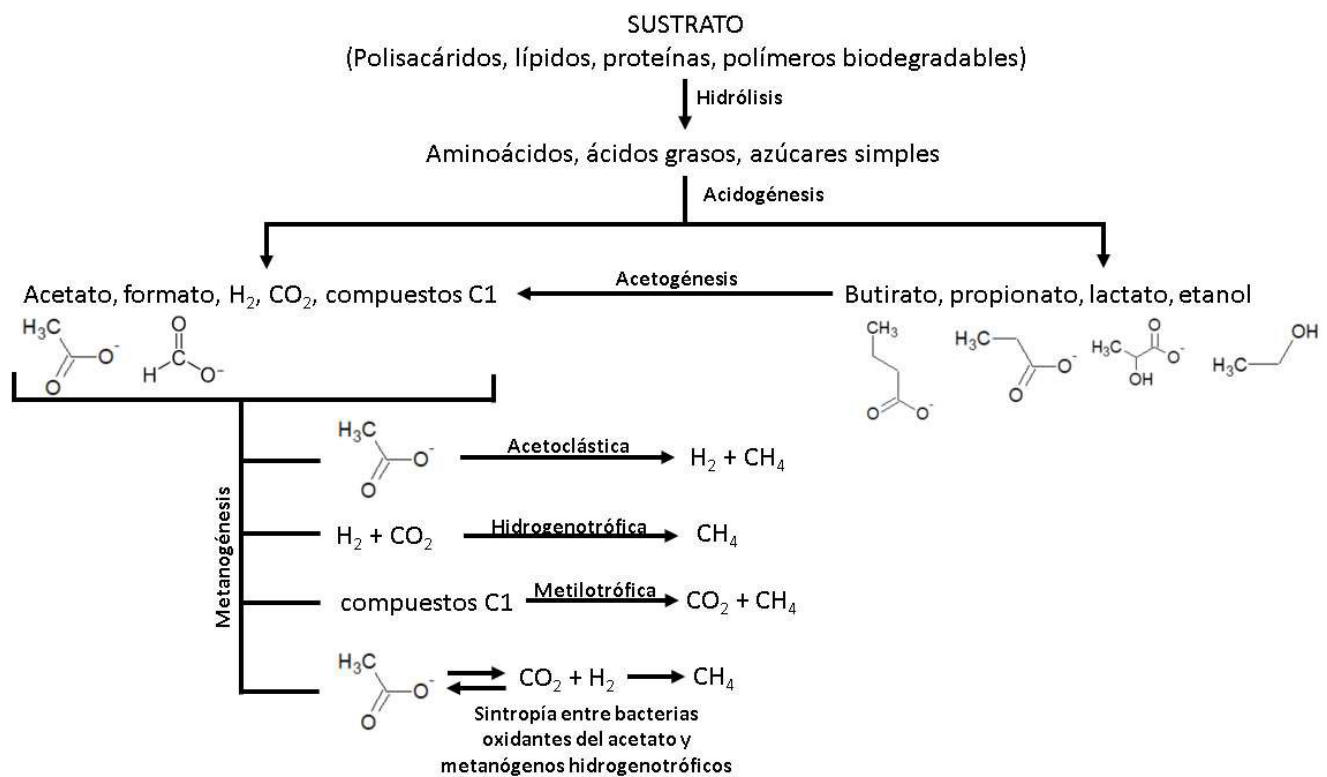 SUSTRATO
(Polisacáridos, lípidos, proteínas, polímeros biodegradables)
Hidrólisis
Aminoácidos, ácidos grasos, azúcares simples
Acidogénesis
Acetato, formato, H₂, CO₂, compuestos C1
Acetogénesis
Butirato, propionato, lactato, etanol
H₃C
O
O⁻
O
H
C
O⁻
CH₃
O
O⁻
H₃C
O
O⁻
H₃C
O
O⁻
OH
H₃C
OH
Metanogénesis
H₃C
O
O⁻
Acetoclástica
H₂ + CH₄
H₂ + CO₂
Hidrogenotrófica
CH₄
compuestos C1
Metilotrófica
CO₂ + CH₄
H₃C
O
O⁻
CO₂ + H₂
CH₄
Sintropía entre bacterias
oxidantes del acetato y
metanógenos hidrogenotróficos